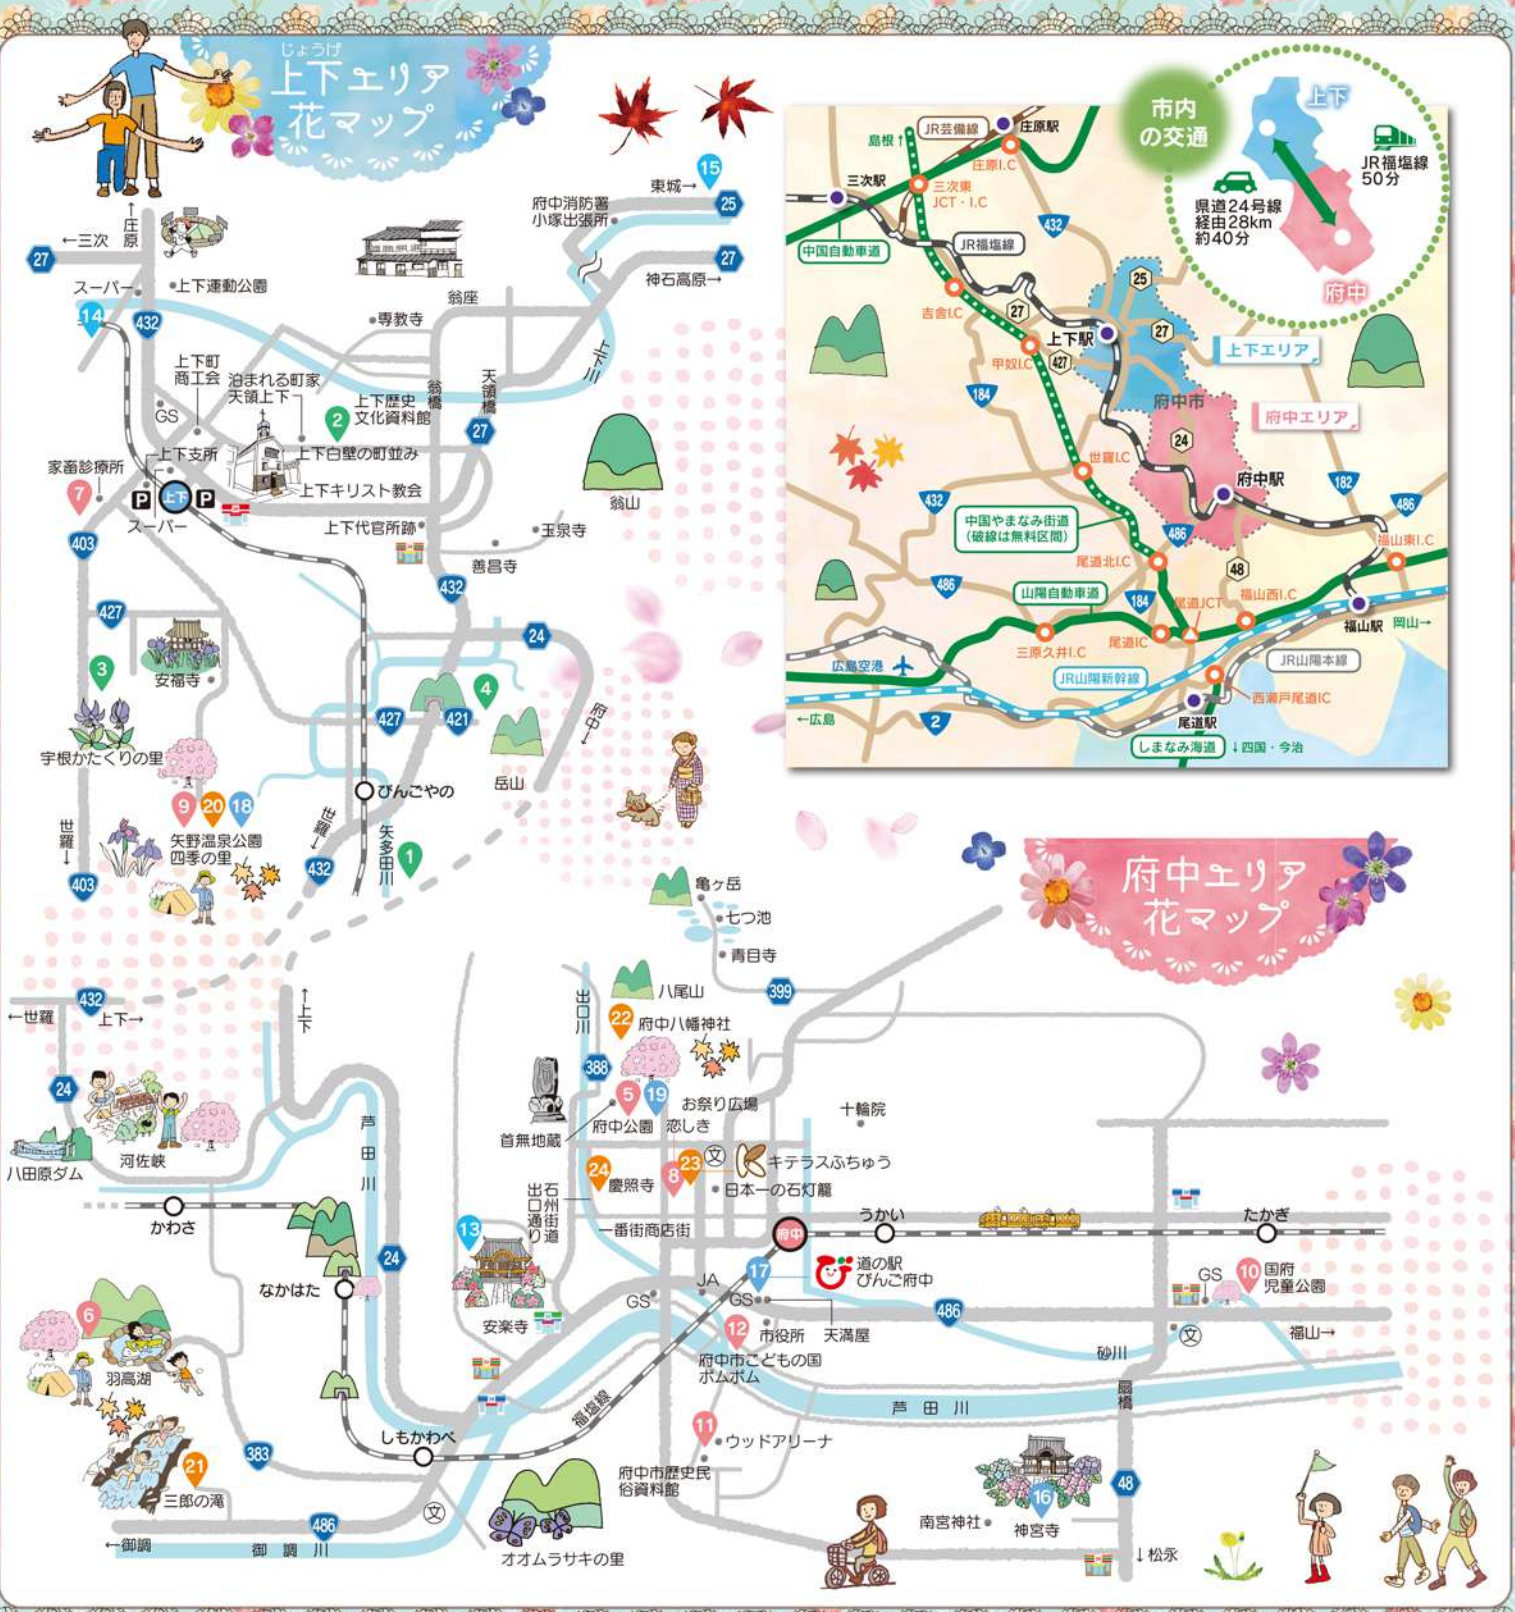 じょうげ
上下エリア
花マップ
↑庄原
←三次
27
スーパー
上下運動公園
14
432
翁座
専教寺
府中消防署
小塚出張所
東城→
15
25
27
神石高原→
上下川
上下町
商工会
泊まれる町家
天領上下
GS
2
上下歴史
文化資料館
翁橋
天領橋
27
上下支所
上下白壁の町並み
家畜診療所
7
P
上下
P
スーパー
上下キリスト教会
上下代官所跡
翁山
玉泉寺
善昌寺
403
432
427
24
3
安福寺
4
427
421
府中↓
宇根かたくりの里
岳山
びんごやの
9
20
18
矢野温泉公園
四季の里
世羅↓
世羅↓
403
432
矢多田川
1
市内
の交通
上下
JR福塩線
50分
県道24号線
経由28km
約40分
府中
島根↑
JR芸備線
庄原駅
庄原I.C
三次駅
三次東
JCT・I.C
中国自動車道
JR福塩線
432
25
吉舎I.C
27
27
上下駅
上下エリア
甲奴I.C
427
184
府中市
府中エリア
24
世羅I.C
府中駅
182
432
486
中国やまなみ街道
(破線は無料区間)
486
福山東I.C
尾道北I.C
48
486
山陽自動車道
184
尾道JCT
福山西I.C
福山駅
岡山→
三原久井I.C
尾道IC
広島空港
JR山陽新幹線
JR山陽本線
西瀬戸尾道IC
←広島
2
尾道駅
しまなみ海道
↓四国・今治
府中エリア
花マップ
亀ヶ岳
七つ池
青目寺
399
432
←世羅
上下→
↑上下
出口川
八尾山
22
府中八幡神社
388
24
5
19
お祭り広場
首無地蔵
府中公園
恋しき
十輪院
芦田川
八田原ダム
河佐峡
24
慶照寺
8
23
文
キテラスふちゅう
日本一の石灯籠
石州街道
出口通り
かわさ
13
一番街商店街
府中
うかい
たかぎ
24
なかはた
17
道の駅
びんご府中
JA
GS
GS
GS
10
国府
児童公園
安楽寺
486
6
12
市役所
天満屋
文
福山→
府中市こどもの国
ポムポム
砂川
羽高湖
福塩線
芦田川
扇橋
しもかわべ
11
ウッドアリーナ
383
21
三郎の滝
府中市歴史民
俗資料館
48
16
文
南宮神社
神宮寺
486
←御調
御調川
オオムラサキの里
↓松永